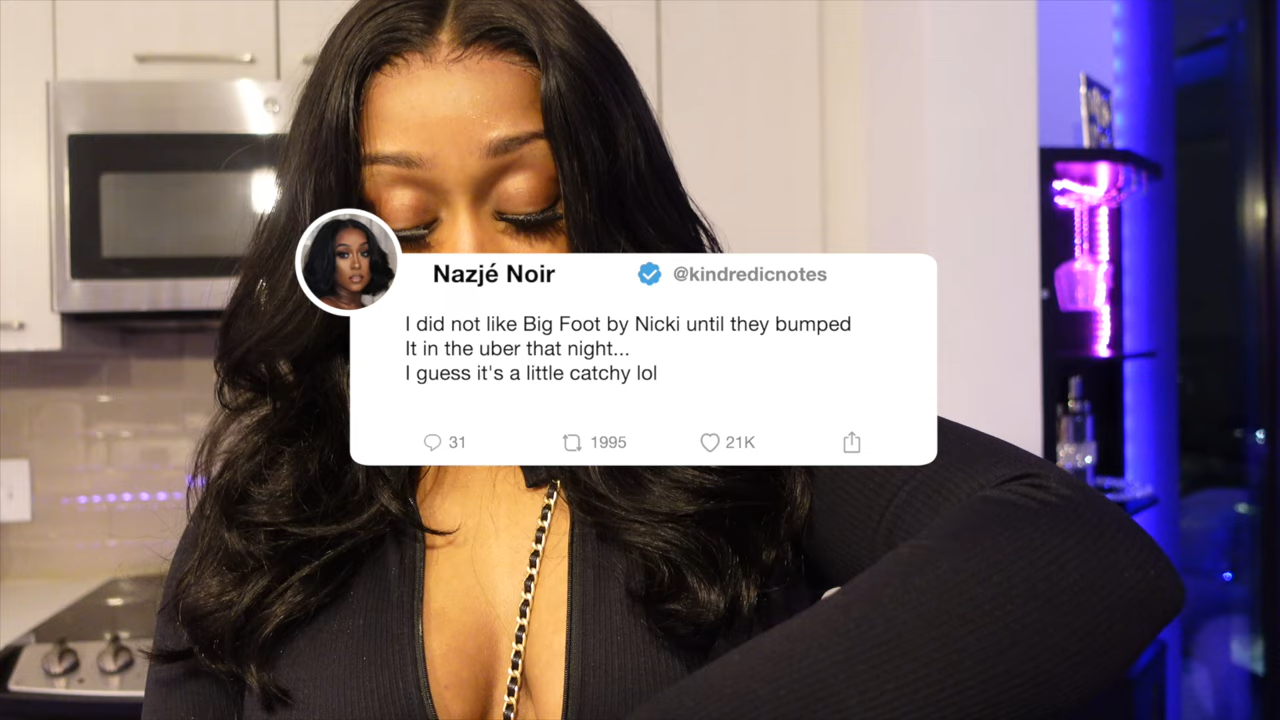 Nazjé Noir @kindredicnotes
I did not like Big Foot by Nicki until they bumped
It in the uber that night...
I guess it's a little catchy lol
31 1995 21K